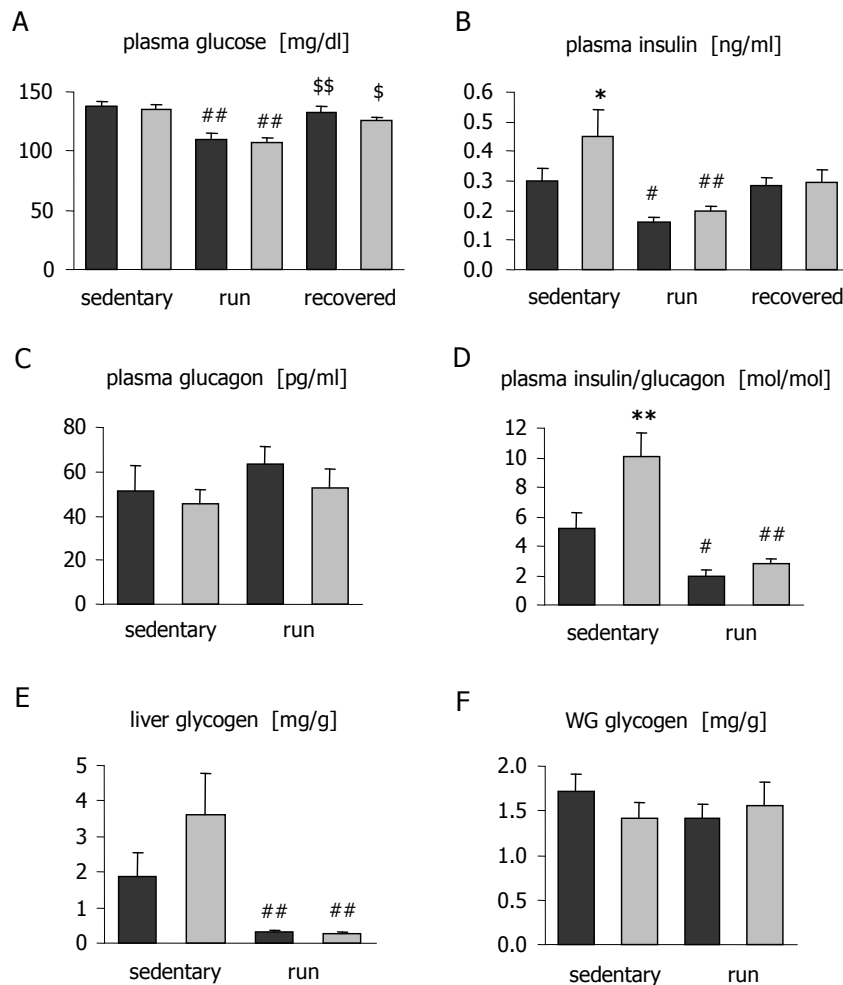 A
plasma glucose [mg/dl]
150
100
50
0
##
##
$$
$
sedentary run recovered
B
plasma insulin [ng/ml]
0.6
0.5
0.4
0.3
0.2
0.1
0.0
*
#
##
sedentary run recovered
C
plasma glucagon [pg/ml]
80
60
40
20
0
sedentary run
D
plasma insulin/glucagon [mol/mol]
12
10
8
6
4
2
0
**
#
##
sedentary run
E
liver glycogen [mg/g]
5
4
3
2
1
0
##
##
sedentary run
F
WG glycogen [mg/g]
2.0
1.5
1.0
0.5
0.0
sedentary run